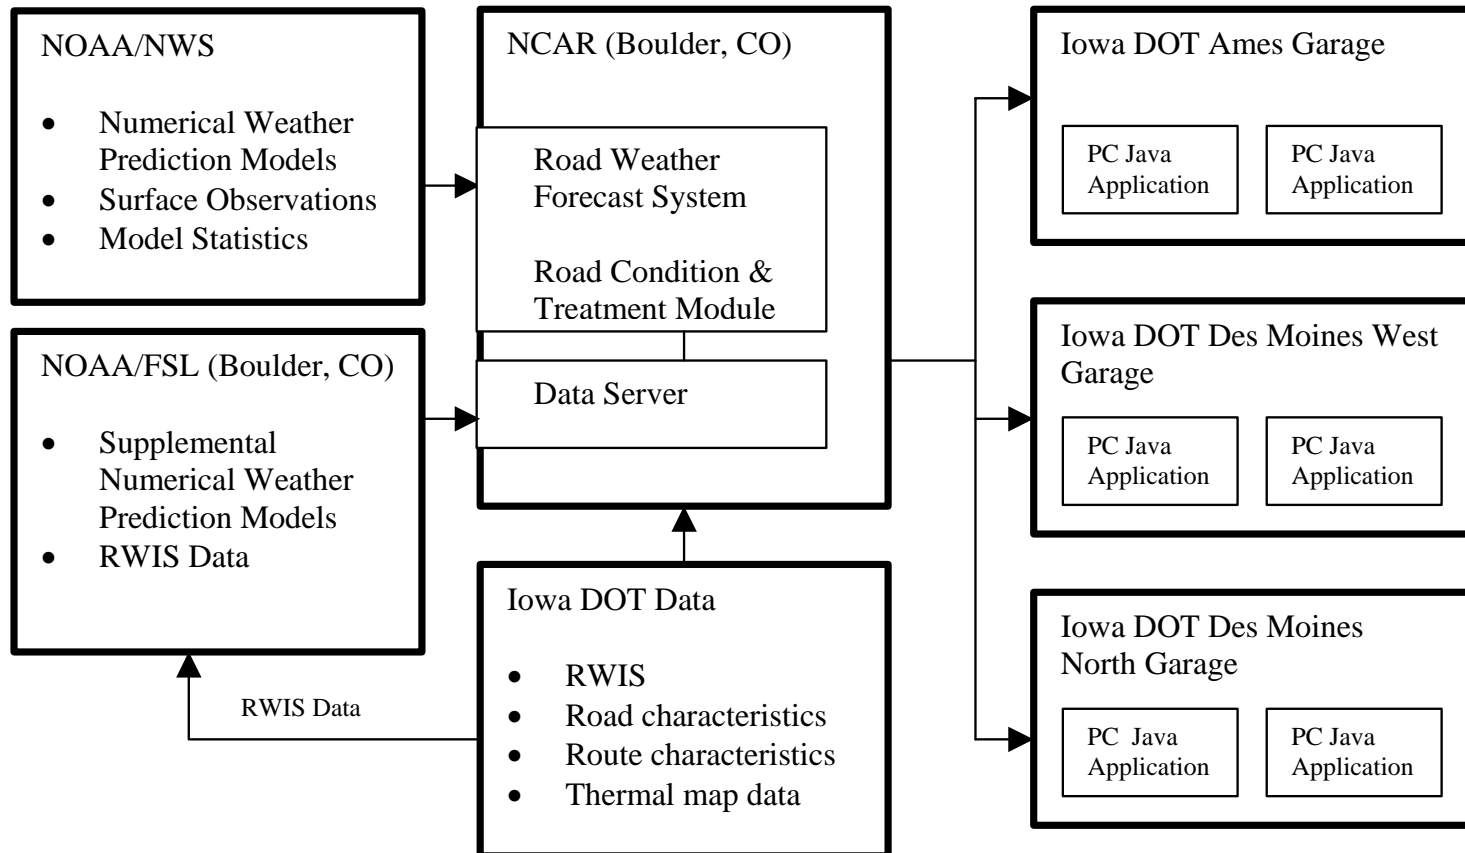 NOAA/NWS
• Numerical Weather
Prediction Models
• Surface Observations
• Model Statistics
NOAA/FSL (Boulder, CO)
• Supplemental
Numerical Weather
Prediction Models
• RWIS Data
RWIS Data
NCAR (Boulder, CO)
Road Weather
Forecast System
Road Condition &
Treatment Module
Data Server
Iowa DOT Data
• RWIS
• Road characteristics
• Route characteristics
• Thermal map data
Iowa DOT Ames Garage
PC Java
Application
PC Java
Application
Iowa DOT Des Moines West
Garage
PC Java
Application
PC Java
Application
Iowa DOT Des Moines
North Garage
PC Java
Application
PC Java
Application